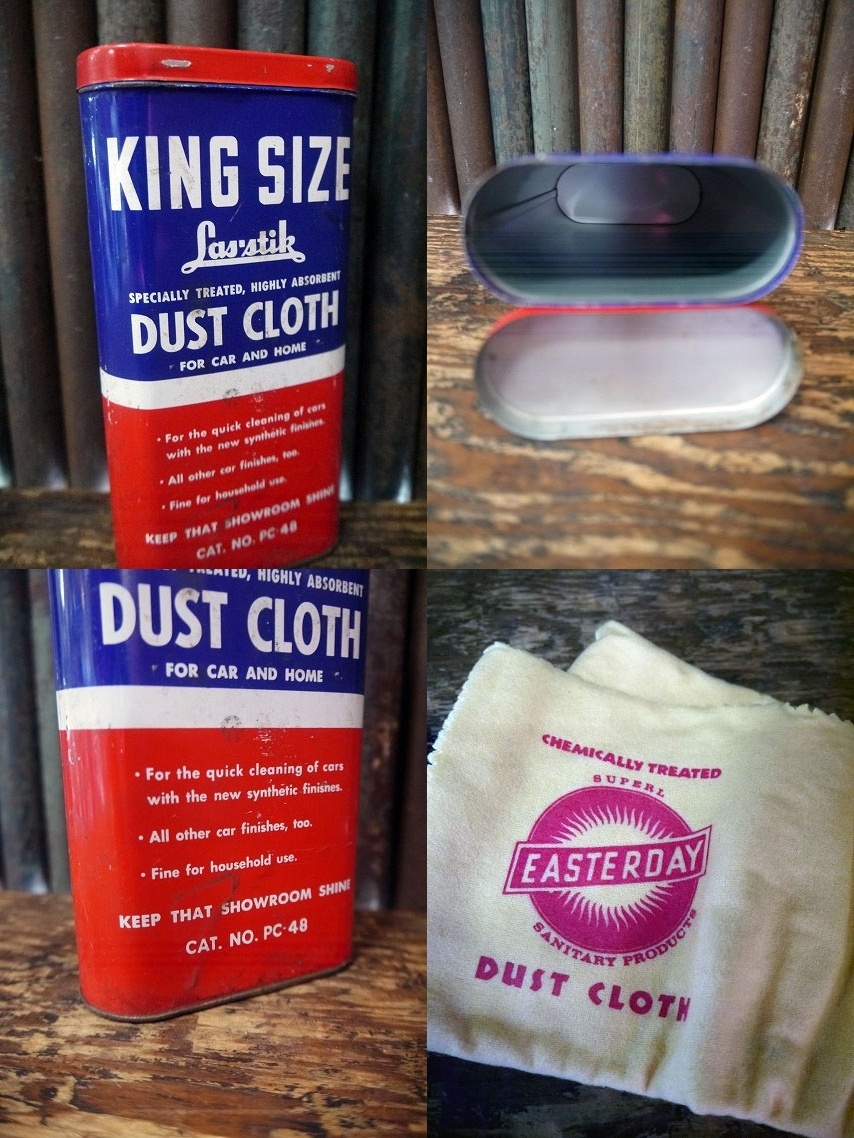 KING SIZE
Las-stik
SPECIALLY TREATED, HIGHLY ABSORBENT
DUST CLOTH
FOR CAR AND HOME
• For the quick cleaning of cars
with the new synthetic finishes.
• All other car finishes, too.
• Fine for household use.
KEEP THAT SHOWROOM SHINE
CAT. NO. PC-48
TREATED, HIGHLY ABSORBENT
DUST CLOTH
FOR CAR AND HOME
• For the quick cleaning of cars
with the new synthetic finishes.
• All other car finishes, too.
• Fine for household use.
KEEP THAT SHOWROOM SHINE
CAT. NO. PC-48
CHEMICALLY TREATED
SUPERL
EASTERDAY
SANITARY PRODUCTS
DUST CLOTH